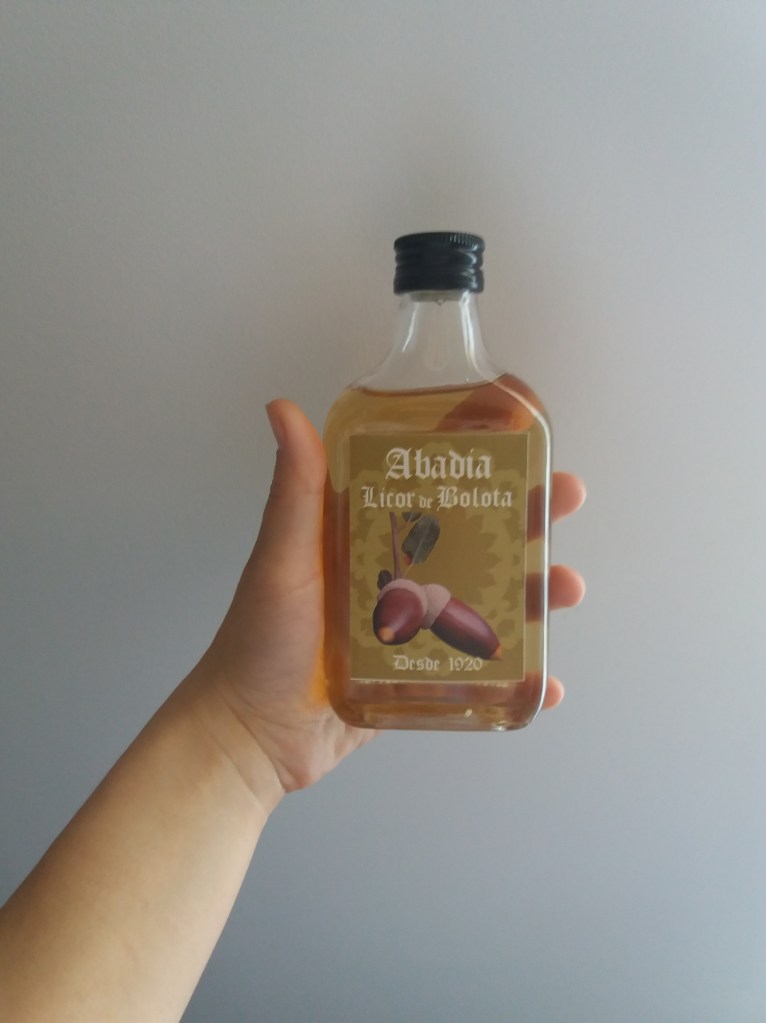 Abadia
Licor de Bolota
Desde 1920